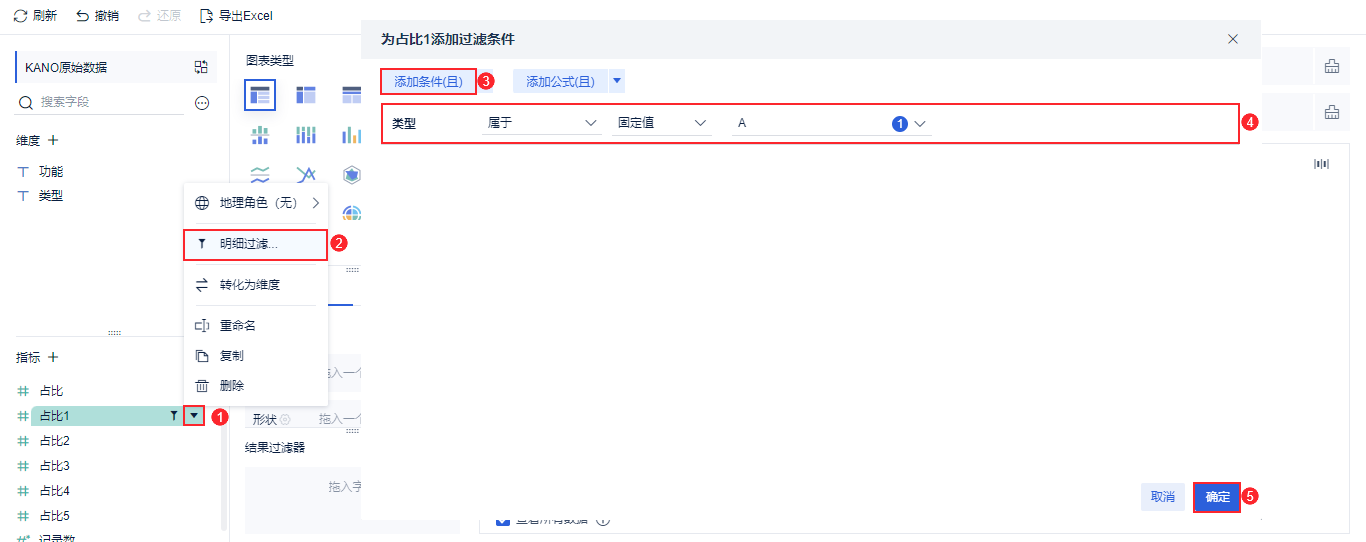 刷新 撤销 还原 导出Excel
为占比1添加过滤条件
KANO原始数据
图表类型
添加条件(且) 3 添加公式(且)
搜索字段
类型 属于 固定值 A 1 4
维度
功能
类型
地理角色（无）
明细过滤... 2
转化为维度
重命名
指标
复制
拖入一个
删除
占比
占比1 1
形状 拖入一个
占比2
结果过滤器
占比3
占比4
拖入字
取消 确定 5
占比5
查看所有数据
记录数